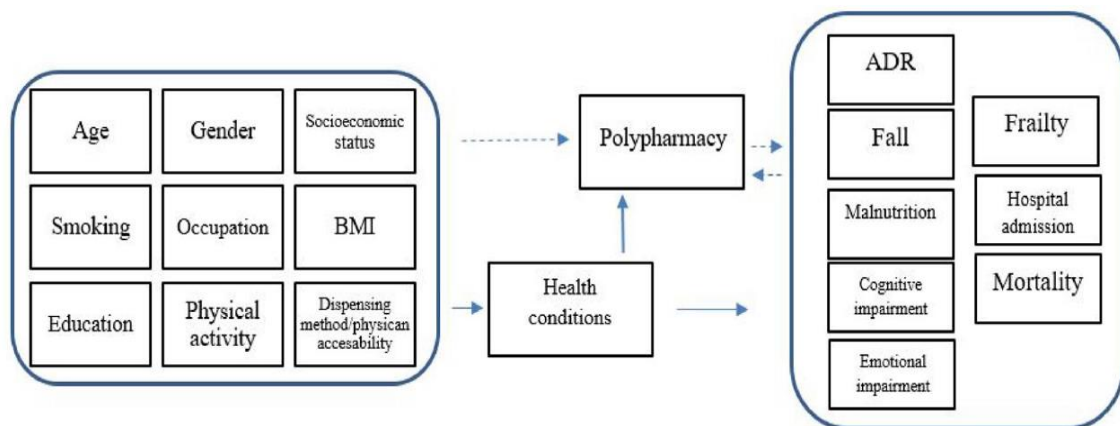 Age
Gender
Socioeconomic
status
Smoking
Occupation
BMI
Education
Physical
activity
Dispensing
method/physican
accesability
Polypharmacy
Health
conditions
ADR
Fall
Malnutrition
Cognitive
impairment
Emotional
impairment
Frailty
Hospital
admission
Mortality